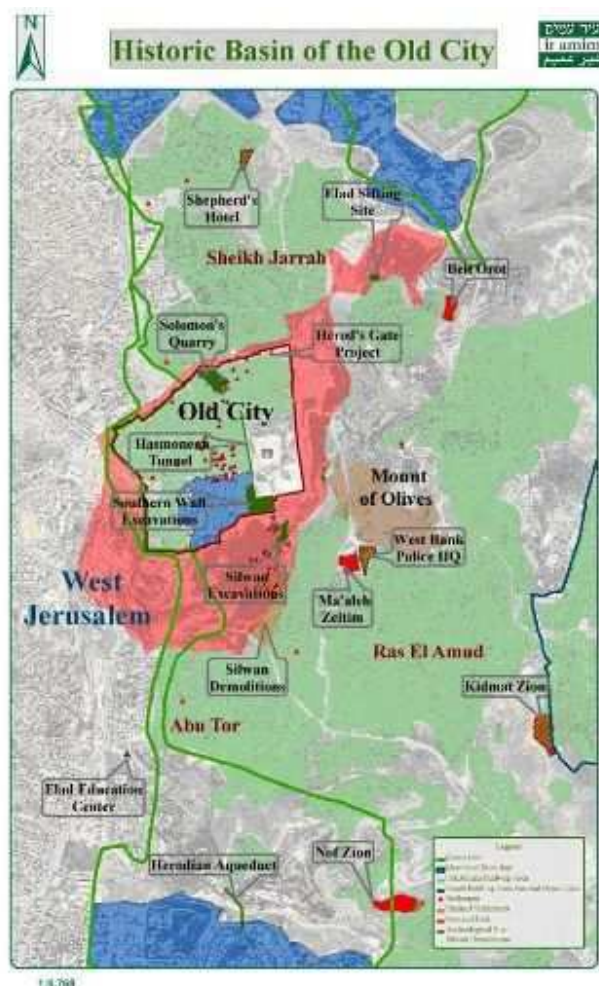 N
Historic Basin of the Old City
עיר עמים
ir amim
Shepherd's
Hotel
Elad Sifting
Site
Sheikh Jarrah
Beit Orot
Solomon's
Quarry
Herod's Gate
Project
Old City
Hasmonean
Tunnel
Mount
of Olives
Southern Wall
Excavations
West Bank
Police HQ
West
Jerusalem
Silwan
Excavations
Ma'aleh
Zeitim
Ras El Amud
Silwan
Demolitions
Kidmat Zion
Abu Tor
Elad Education
Center
Herodian Aqueduct
Nof Zion
Legend